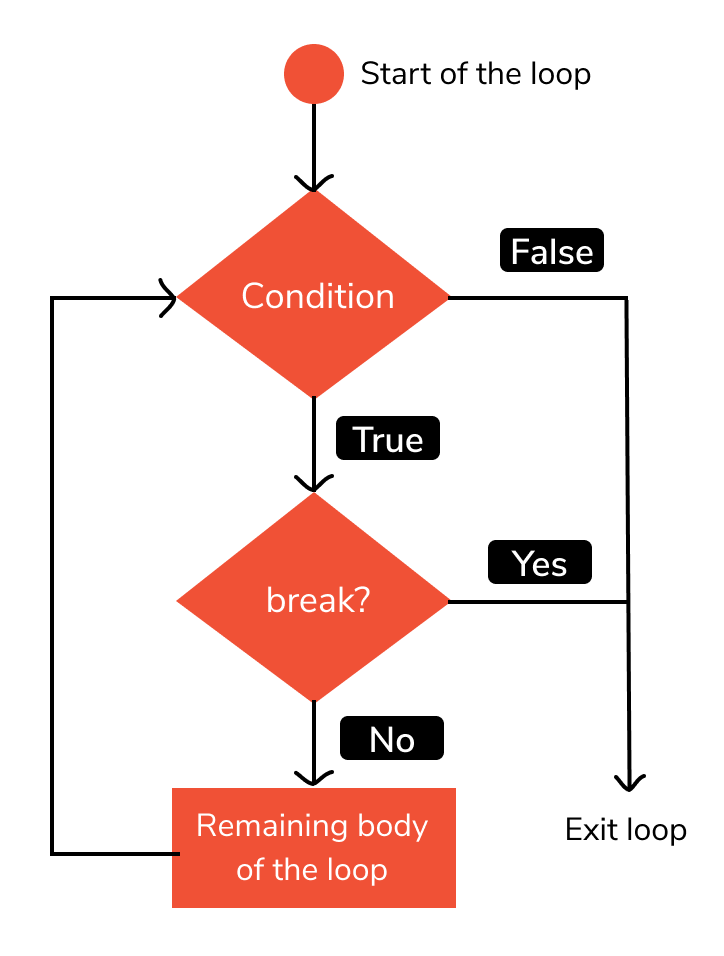 Start of the loop
False
Condition
True
Yes
break?
No
Remaining body
of the loop
Exit loop